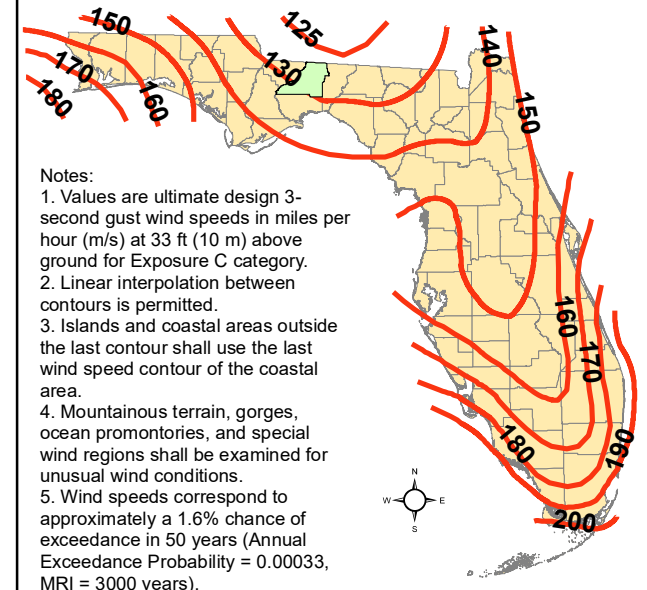 125
150
140
130
170
180
160
150
Notes:
1. Values are ultimate design 3-
second gust wind speeds in miles per
hour (m/s) at 33 ft (10 m) above
ground for Exposure C category.
2. Linear interpolation between
contours is permitted.
3. Islands and coastal areas outside
the last contour shall use the last
wind speed contour of the coastal
area.
4. Mountainous terrain, gorges,
ocean promontories, and special
wind regions shall be examined for
unusual wind conditions.
5. Wind speeds correspond to
approximately a 1.6% chance of
exceedance in 50 years (Annual
Exceedance Probability = 0.00033,
MRI = 3000 years).
160
170
180
190
200
N
W E
S